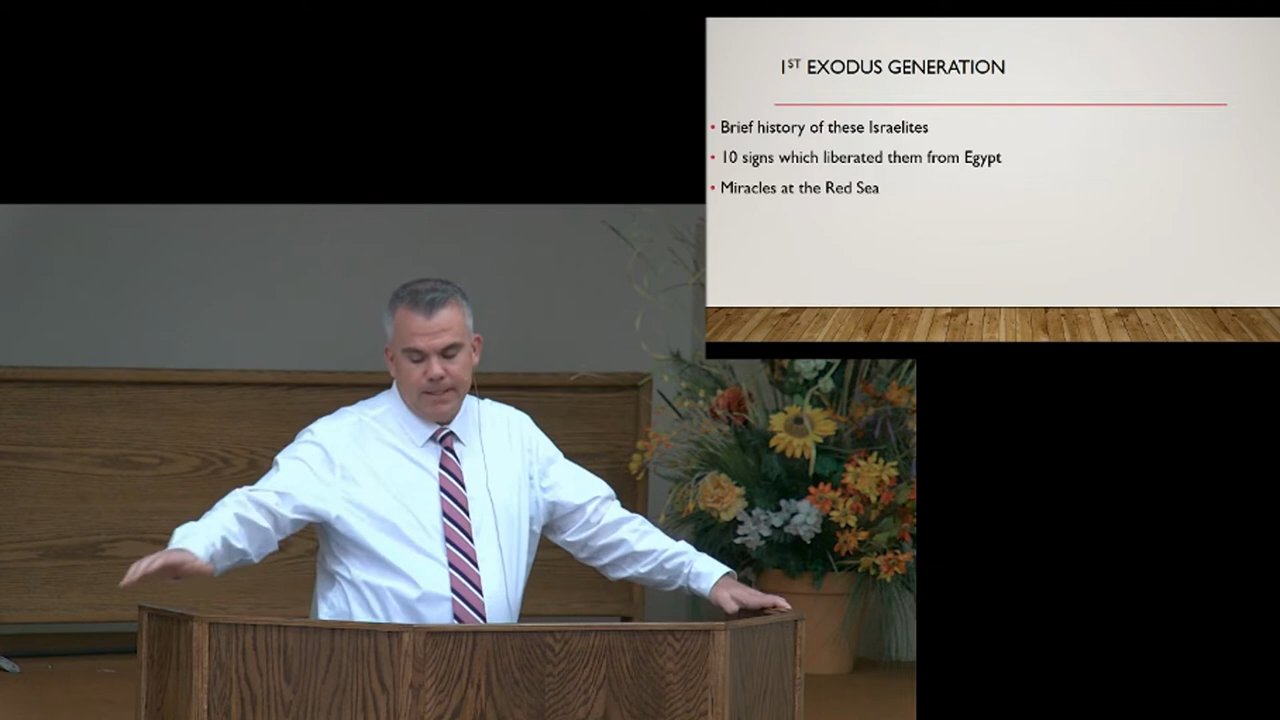 1ST EXODUS GENERATION
• Brief history of these Israelites
• 10 signs which liberated them from Egypt
• Miracles at the Red Sea